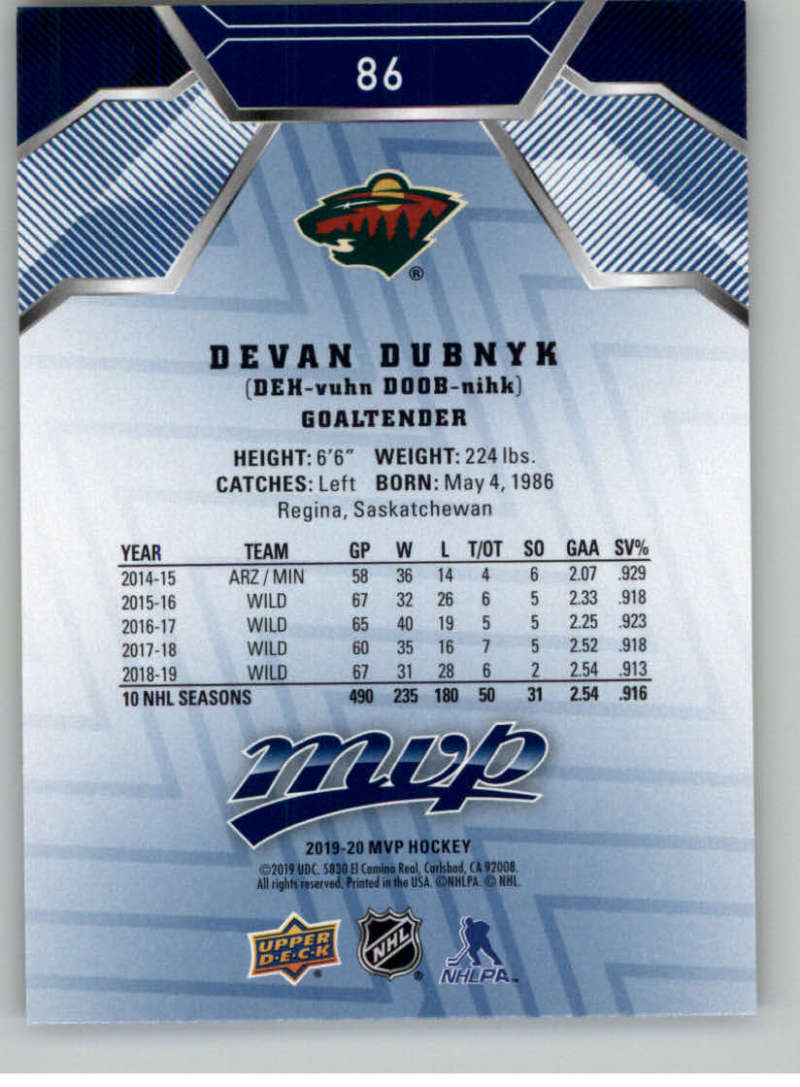 86
®
DEVAN DUBNYK
(DEH-vuhn DOOB-nihk)
GOALTENDER
HEIGHT: 6'6" WEIGHT: 224 lbs.
CATCHES: Left BORN: May 4, 1986
Regina, Saskatchewan
YEAR TEAM GP W L T/OT SO GAA SV%
2014-15 ARZ / MIN 58 36 14 4 6 2.07 .929
2015-16 WILD 67 32 26 6 5 2.33 .918
2016-17 WILD 65 40 19 5 5 2.25 .923
2017-18 WILD 60 35 16 7 5 2.52 .918
2018-19 WILD 67 31 28 6 2 2.54 .913
10 NHL SEASONS 490 235 180 50 31 2.54 .916
mvp
2019-20 MVP HOCKEY
©2019 UDC. 5830 El Camino Real, Carlsbad, CA 92008.
All rights reserved. Printed in the USA. ©NHLPA. © NHL.
UPPER D·E·C·K ® NHL ® NHLPA™